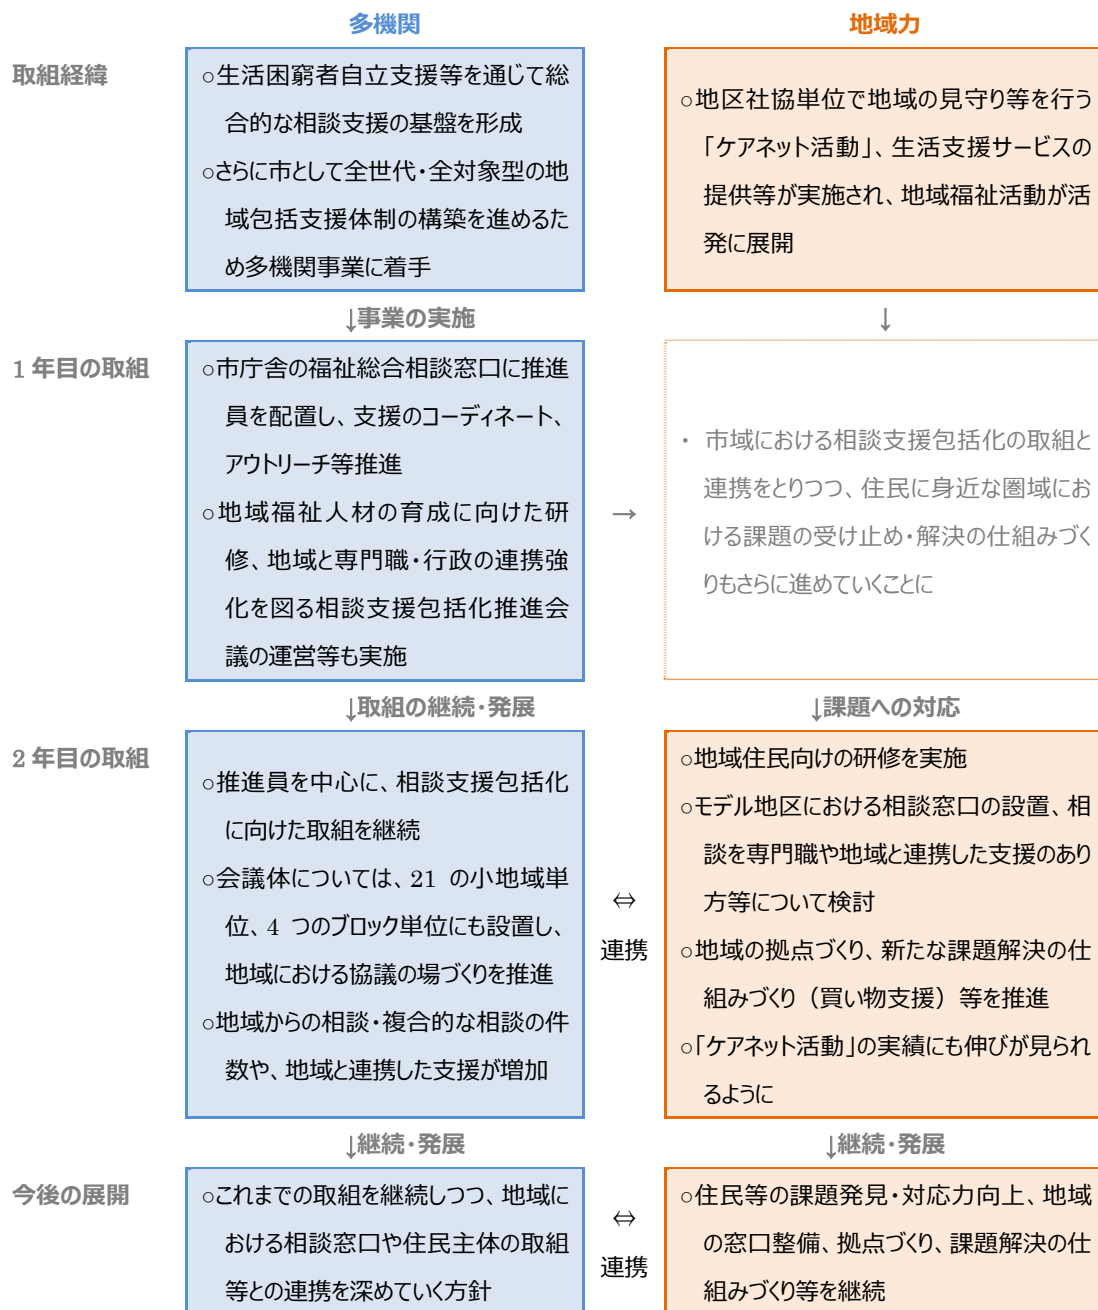 多機関
地域力
取組経緯
○生活困窮者自立支援等を通じて総
合的な相談支援の基盤を形成
○さらに市として全世代・全対象型の地
域包括支援体制の構築を進めるた
め多機関事業に着手
○地区社協単位で地域の見守り等を行う
「ケアネット活動」、生活支援サービスの
提供等が実施され、地域福祉活動が活
発に展開
↓事業の実施
↓
1 年目の取組
○市庁舎の福祉総合相談窓口に推進
員を配置し、支援のコーディネート、
アウトリーチ等推進
○地域福祉人材の育成に向けた研
修、地域と専門職・行政の連携強
化を図る相談支援包括化推進会
議の運営等も実施
→
・ 市域における相談支援包括化の取組と
連携をとりつつ、住民に身近な圏域にお
ける課題の受け止め・解決の仕組みづく
りもさらに進めていくことに
↓取組の継続・発展
↓課題への対応
2 年目の取組
○推進員を中心に、相談支援包括化
に向けた取組を継続
○会議体については、21 の小地域単
位、4 つのブロック単位にも設置し、
地域における協議の場づくりを推進
○地域からの相談・複合的な相談の件
数や、地域と連携した支援が増加
⇔
連携
○地域住民向けの研修を実施
○モデル地区における相談窓口の設置、相
談を専門職や地域と連携した支援のあり
方等について検討
○地域の拠点づくり、新たな課題解決の仕
組みづくり（買い物支援）等を推進
○「ケアネット活動」の実績にも伸びが見られ
るように
↓継続・発展
↓継続・発展
今後の展開
○これまでの取組を継続しつつ、地域に
おける相談窓口や住民主体の取組
等との連携を深めていく方針
⇔
連携
○住民等の課題発見・対応力向上、地域
の窓口整備、拠点づくり、課題解決の仕
組みづくり等を継続